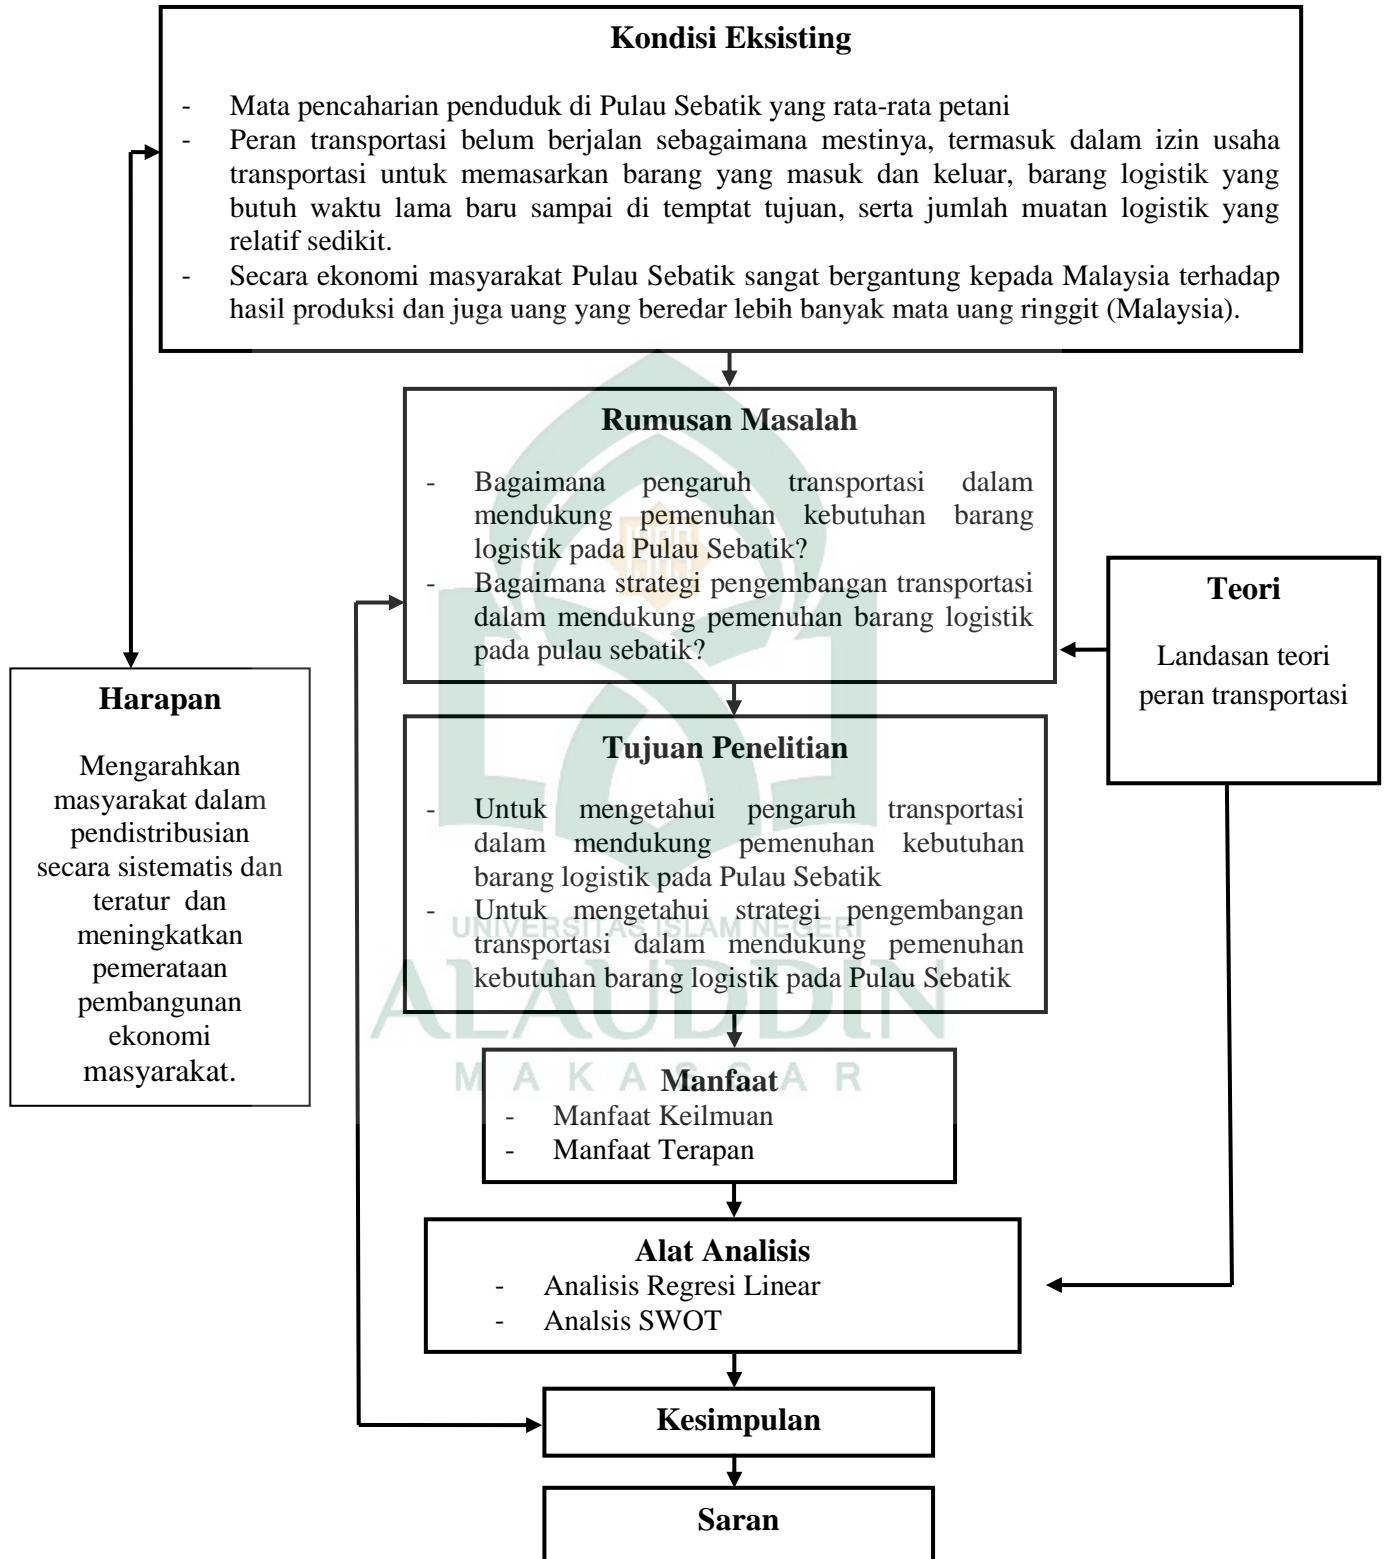 Kondisi Eksisting
- Mata pencaharian penduduk di Pulau Sebatik yang rata-rata petani
- Peran transportasi belum berjalan sebagaimana mestinya, termasuk dalam izin usaha
transportasi untuk memasarkan barang yang masuk dan keluar, barang logistik yang
butuh waktu lama baru sampai di temptat tujuan, serta jumlah muatan logistik yang
relatif sedikit.
- Secara ekonomi masyarakat Pulau Sebatik sangat bergantung kepada Malaysia terhadap
hasil produksi dan juga uang yang beredar lebih banyak mata uang ringgit (Malaysia).
Rumusan Masalah
- Bagaimana pengaruh transportasi dalam
mendukung pemenuhan kebutuhan barang
logistik pada Pulau Sebatik?
- Bagaimana strategi pengembangan transportasi
dalam mendukung pemenuhan barang logistik
pada pulau sebatik?
Teori
Landasan teori
peran transportasi
Harapan
Mengarahkan
masyarakat dalam
pendistribusian
secara sistematis dan
teratur dan
meningkatkan
pemerataan
pembangunan
ekonomi
masyarakat.
Tujuan Penelitian
- Untuk mengetahui pengaruh transportasi
dalam mendukung pemenuhan kebutuhan
barang logistik pada Pulau Sebatik
- Untuk mengetahui strategi pengembangan
transportasi dalam mendukung pemenuhan
kebutuhan barang logistik pada Pulau Sebatik
UNIVERSITAS ISLAM NEGERI
ALAUDDIN
MAKASSAR
Manfaat
- Manfaat Keilmuan
- Manfaat Terapan
Alat Analisis
- Analisis Regresi Linear
- Analsis SWOT
Kesimpulan
Saran